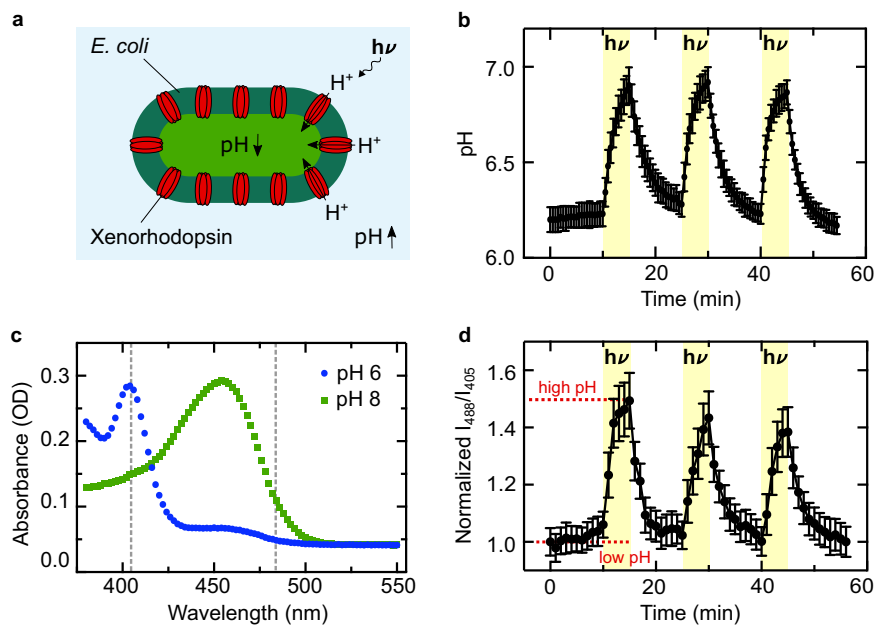 a
E. coli
hν
H⁺
pH
H⁺
H⁺
Xenorhodopsin
pH
b
hν hν hν
7.0
6.5
6.0
pH
0 20 40 60
Time (min)
c
pH 6
pH 8
0.3
0.2
0.1
0.0
Absorbance (OD)
400 450 500 550
Wavelength (nm)
d
hν hν hν
1.6
1.4
1.2
1.0
high pH
low pH
Normalized I₄₈₈/I₄₀₅
0 20 40 60
Time (min)